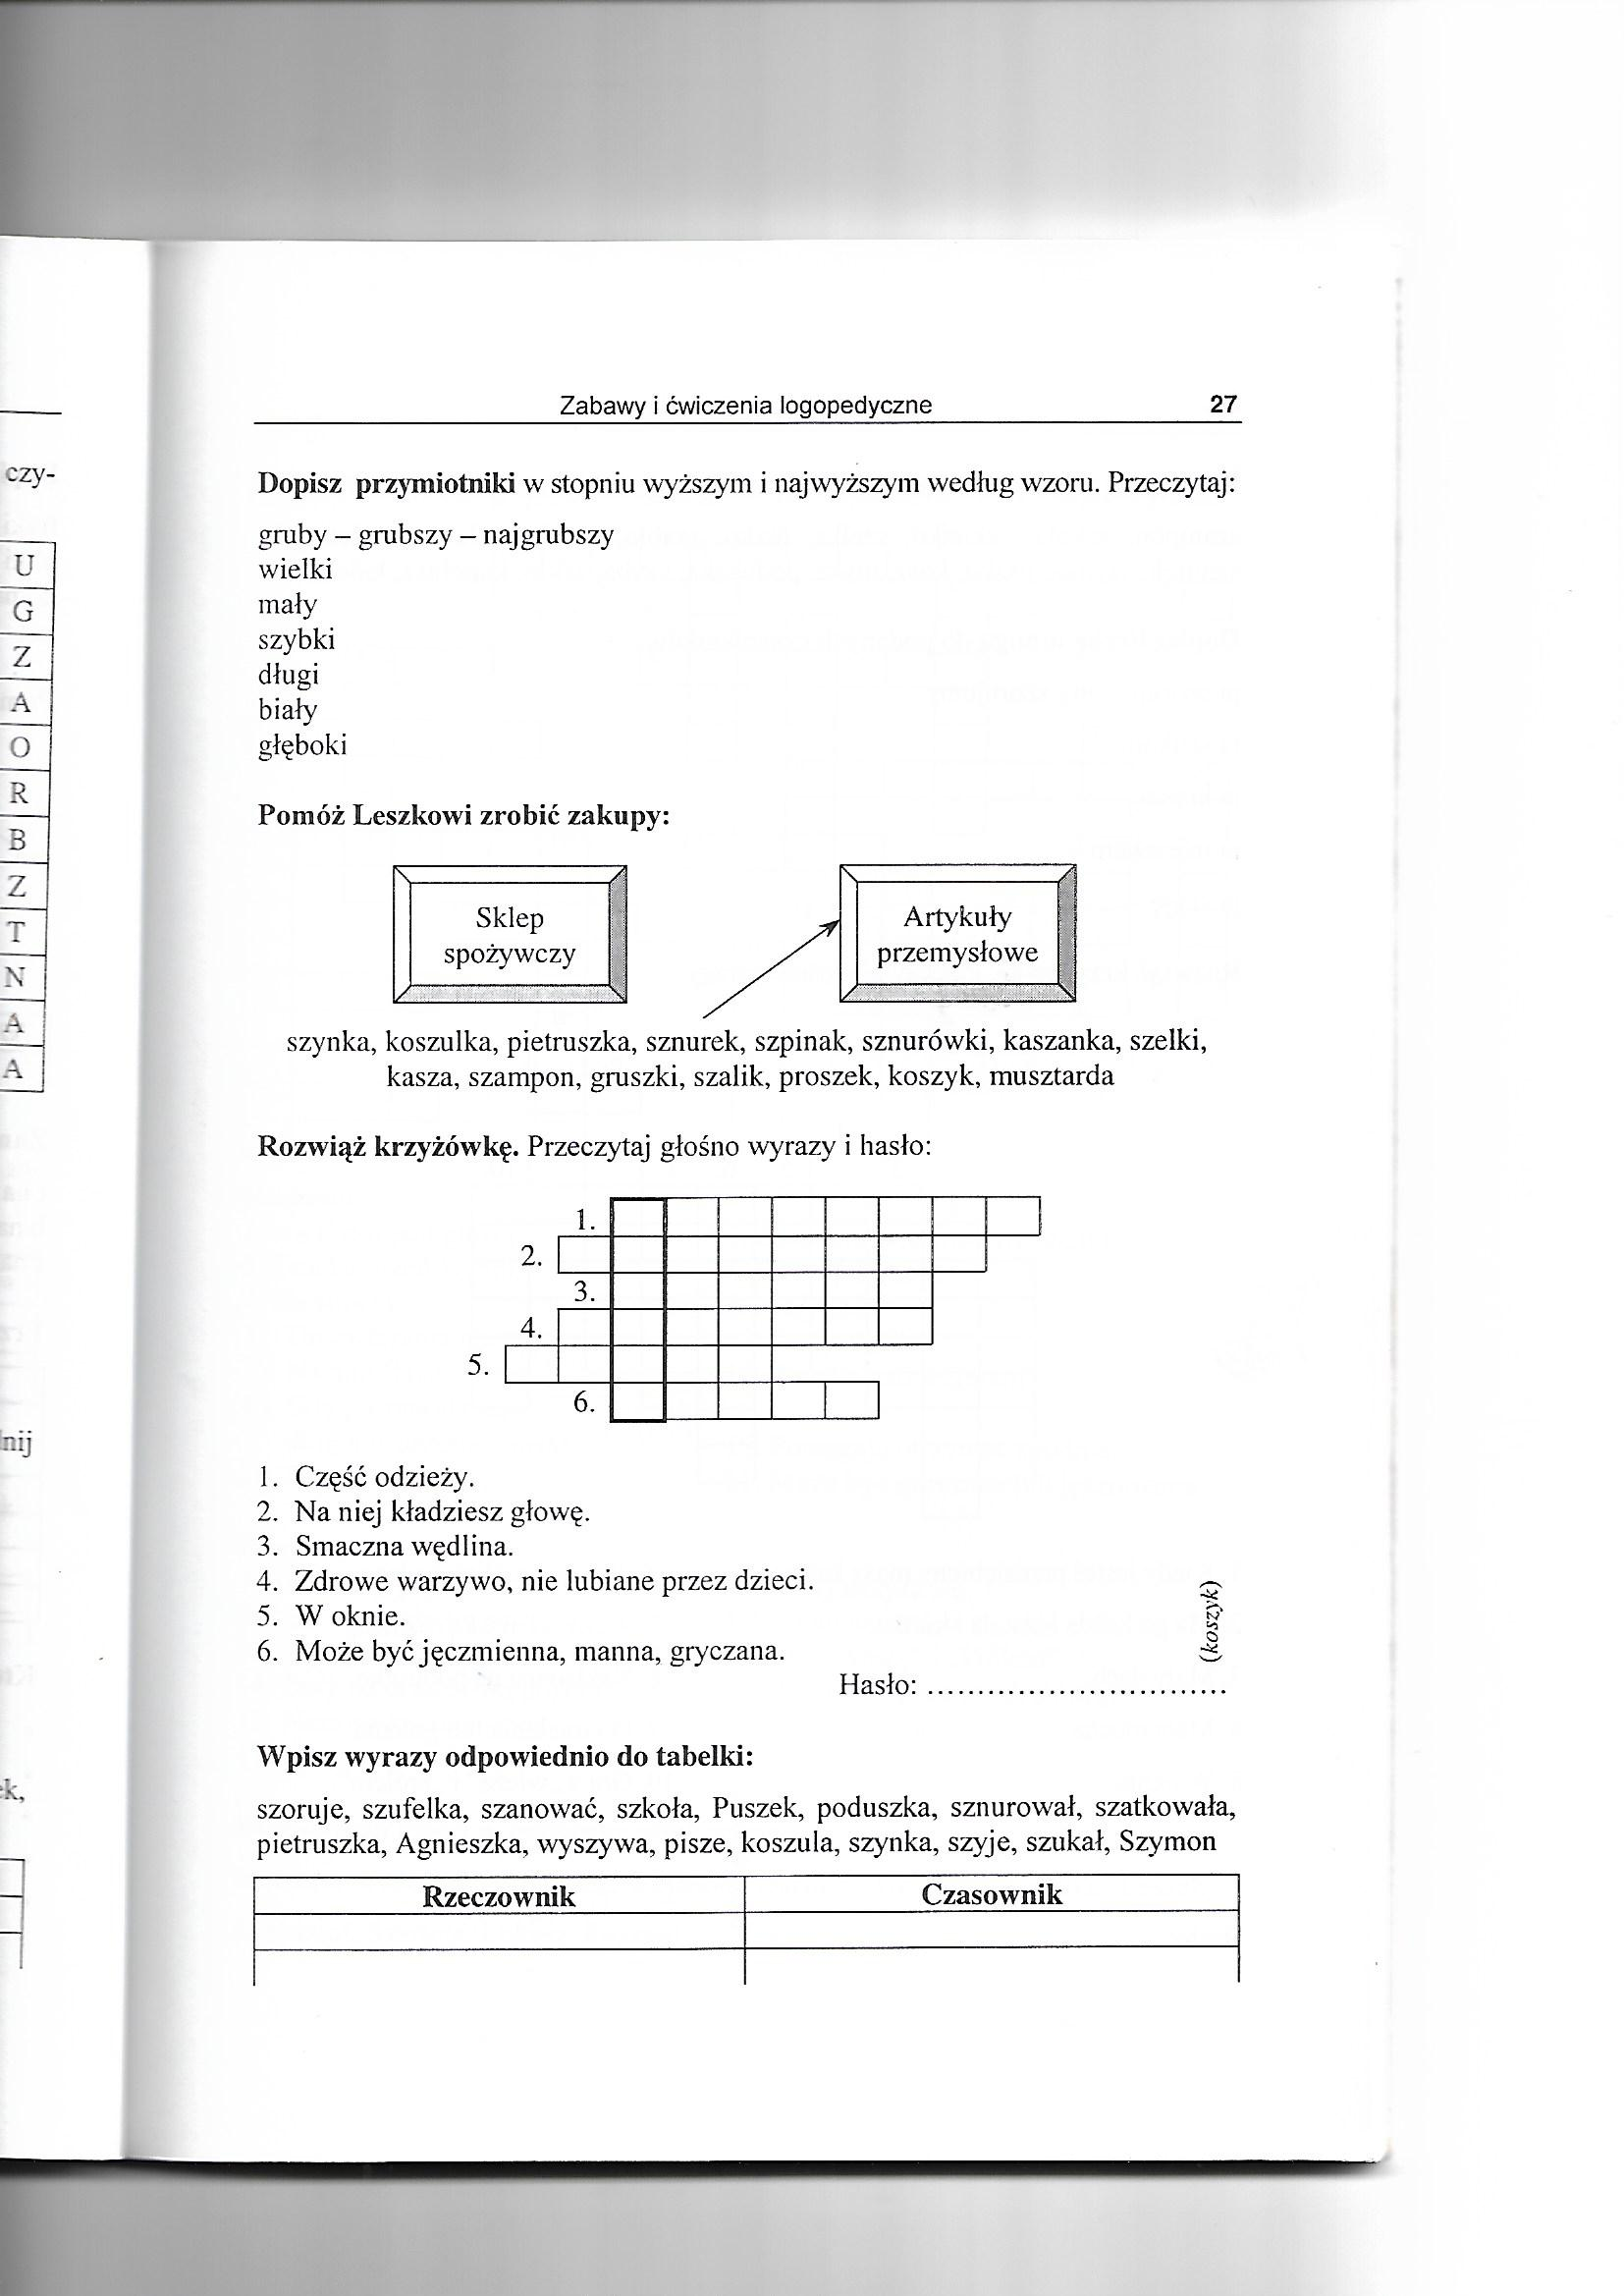 Zabawy i ćwiczenia logopedyczne 27
czy-
U
G
Z
A
O
R
B
Z
T
N
A
A
nij
k,
Dopisz przymiotniki w stopniu wyższym i najwyższym według wzoru. Przeczytaj:
gruby – grubszy – najgrubszy
wielki
mały
szybki
długi
biały
głęboki
Pomóż Leszkowi zrobić zakupy:
Sklep
spożywczy
Artykuły
przemysłowe
szynka, koszulka, pietruszka, sznurek, szpinak, sznurówki, kaszanka, szelki,
kasza, szampon, gruszki, szalik, proszek, koszyk, musztarda
Rozwiąż krzyżówkę. Przeczytaj głośno wyrazy i hasło:
1.
2.
3.
4.
5.
6.
1. Część odzieży.
2. Na niej kładziesz głowę.
3. Smaczna wędlina.
4. Zdrowe warzywo, nie lubiane przez dzieci.
5. W oknie.
6. Może być jęczmienna, manna, gryczana.
(koszyk)
Hasło: ..............................
Wpisz wyrazy odpowiednio do tabelki:
szoruje, szufelka, szanować, szkoła, Puszek, poduszka, sznurował, szatkowała,
pietruszka, Agnieszka, wyszywa, pisze, koszula, szynka, szyje, szukał, Szymon
Rzeczownik Czasownik